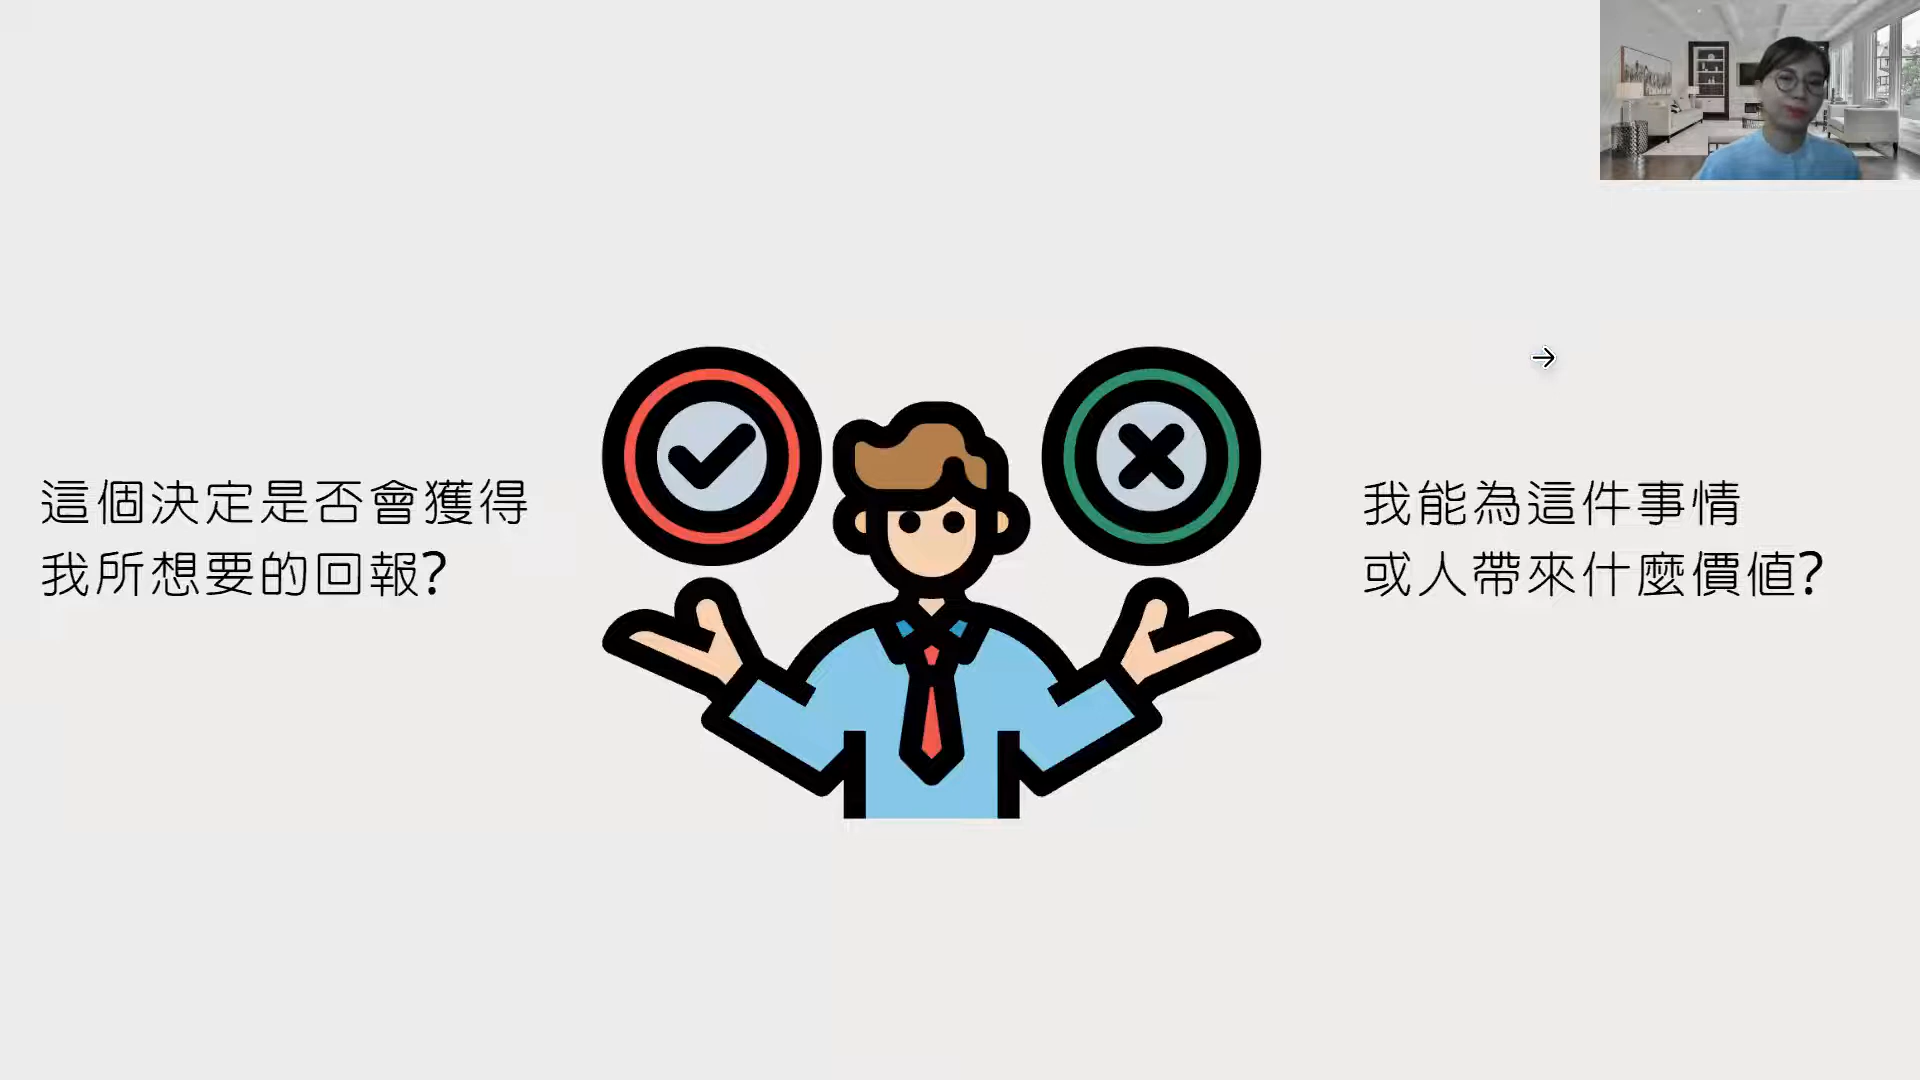 這個決定是否會獲得
我所想要的回報?
我能為這件事情
或人帶來什麼價值?